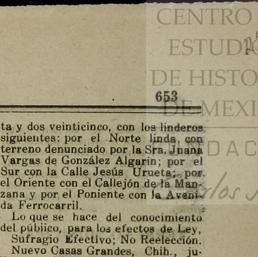 CENTRO
ESTUDI
DE HISTO
DE MEXI
653
ta y dos veinticinco, con los linderos
siguientes: por el Norte linda, con
terreno denunciado por la Sra. Juana
Vargas de González Algarin; por el
Sur con la Calle Jesús Urueta; por
el Oriente con el Callejón de la Man-
zana y por el Poniente con la Aveni-
da Ferrocarril.
Lo que se hace del conocimiento
del público, para los efectos de Ley,
Sufragio Efectivo; No Reelección.
Nuevo Casas Grandes, Chih., ju-